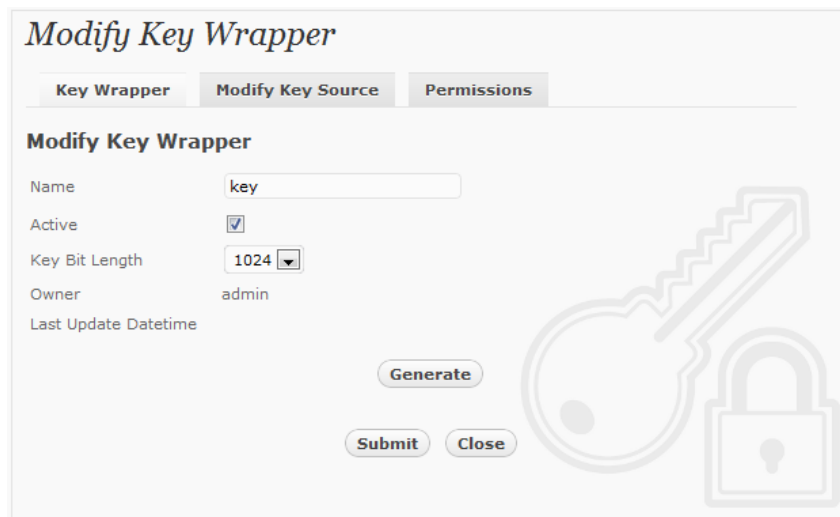 Modify Key Wrapper
Key Wrapper Modify Key Source Permissions
Modify Key Wrapper
Name key
Active
Key Bit Length 1024
Owner admin
Last Update Datetime
Generate
Submit Close